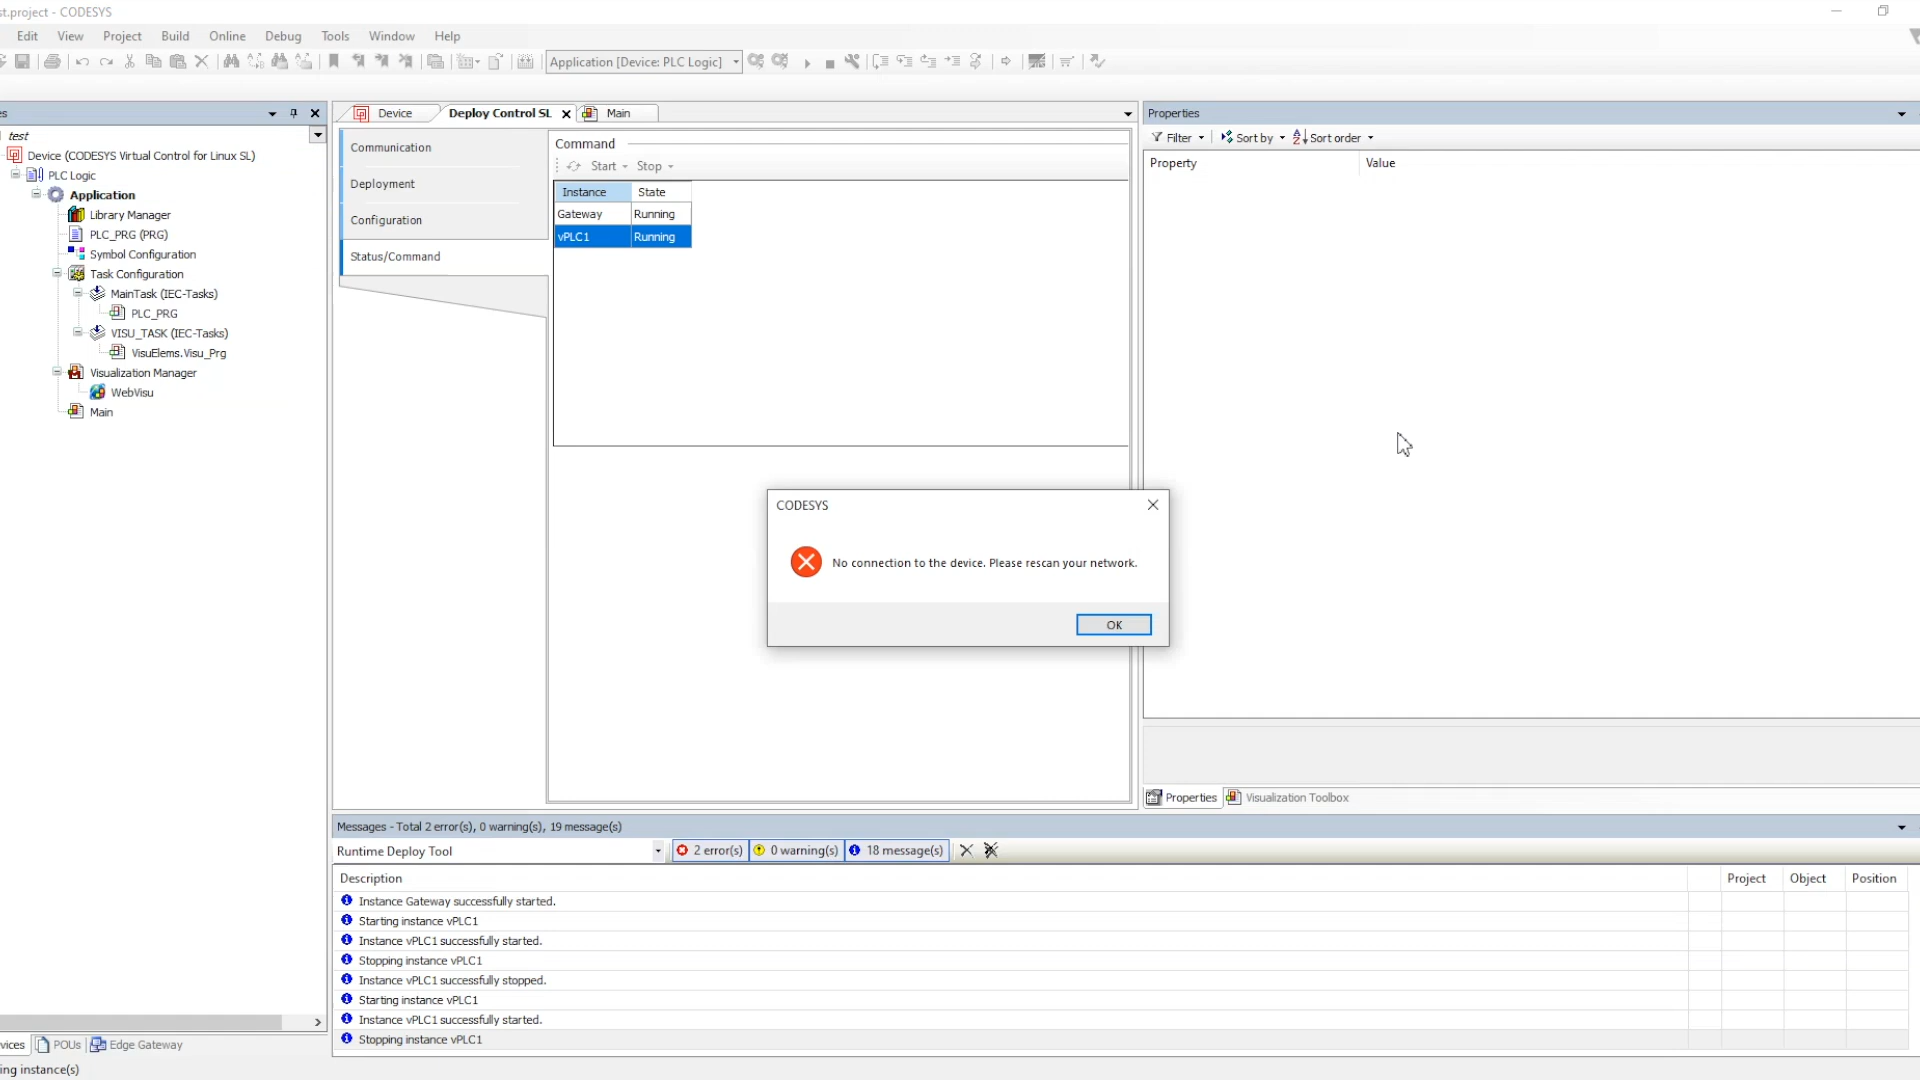 st.project - CODESYS
Edit View Project Build Online Debug Tools Window Help
Application [Device: PLC Logic]
es
test
Device (CODESYS Virtual Control for Linux SL)
PLC Logic
Application
Library Manager
PLC_PRG (PRG)
Symbol Configuration
Task Configuration
MainTask (IEC-Tasks)
PLC_PRG
VISU_TASK (IEC-Tasks)
VisuElems.Visu_Prg
Visualization Manager
WebVisu
Main
vices POUs Edge Gateway
ing instance(s)
Device Deploy Control SL Main
Communication
Deployment
Configuration
Status/Command
Command
Start Stop
Instance State
Gateway Running
vPLC1 Running
Properties
Filter Sort by Sort order
Property Value
Properties Visualization Toolbox
CODESYS
No connection to the device. Please rescan your network.
OK
Messages - Total 2 error(s), 0 warning(s), 19 message(s)
Runtime Deploy Tool 2 error(s) 0 warning(s) 18 message(s)
Description Project Object Position
Instance Gateway successfully started.
Starting instance vPLC1
Instance vPLC1 successfully started.
Stopping instance vPLC1
Instance vPLC1 successfully stopped.
Starting instance vPLC1
Instance vPLC1 successfully started.
Stopping instance vPLC1